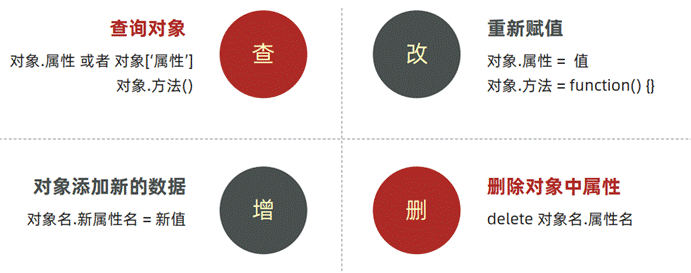 查询对象
对象.属性 或者 对象['属性']
对象.方法()
查
改
重新赋值
对象.属性 = 值
对象.方法 = function() {}
对象添加新的数据
对象名.新属性名 = 新值
增
删
删除对象中属性
delete 对象名.属性名